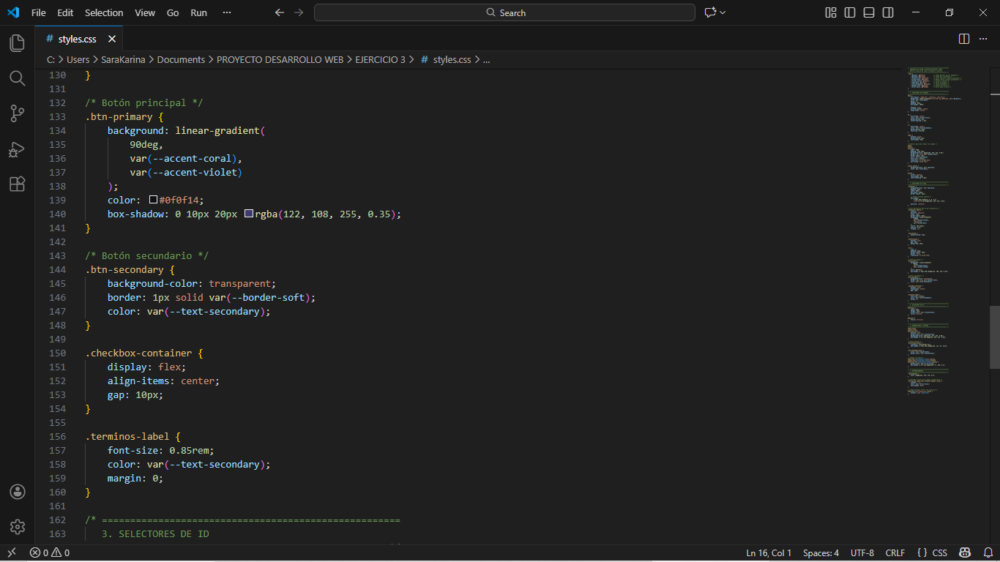 File Edit Selection View Go Run ··· Search
# styles.css
C: > Users > SaraKarina > Documents > PROYECTO DESARROLLO WEB > EJERCICIO 3 > # styles.css > ...
130 }
131
132 /* Botón principal */
133 .btn-primary {
134     background: linear-gradient(
135         90deg,
136         var(--accent-coral),
137         var(--accent-violet)
138     );
139     color: #0f0f14;
140     box-shadow: 0 10px 20px rgba(122, 108, 255, 0.35);
141 }
142
143 /* Botón secundario */
144 .btn-secondary {
145     background-color: transparent;
146     border: 1px solid var(--border-soft);
147     color: var(--text-secondary);
148 }
149
150 .checkbox-container {
151     display: flex;
152     align-items: center;
153     gap: 10px;
154 }
155
156 .terminos-label {
157     font-size: 0.85rem;
158     color: var(--text-secondary);
159     margin: 0;
160 }
161
162 /* =====================================================
163    3. SELECTORES DE ID
0 0 Ln 16, Col 1 Spaces: 4 UTF-8 CRLF { } CSS